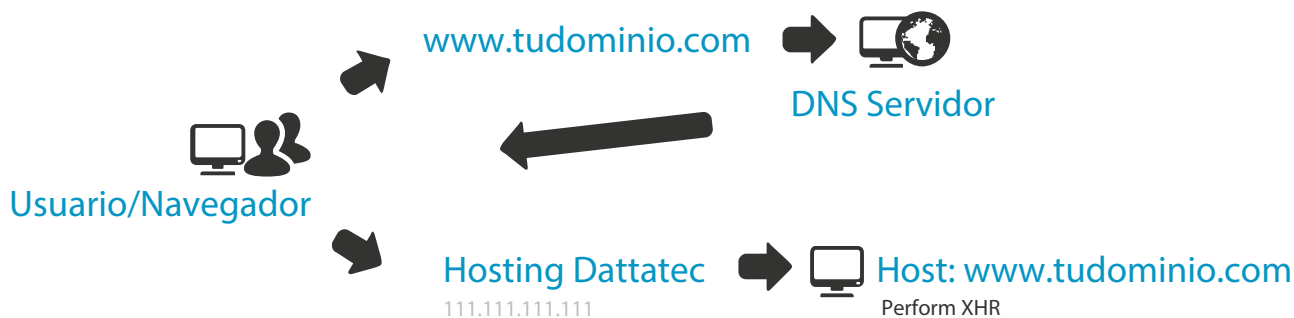 www.tudominio.com
DNS Servidor
Usuario/Navegador
Hosting Dattatec
111.111.111.111
Host: www.tudominio.com
Perform XHR